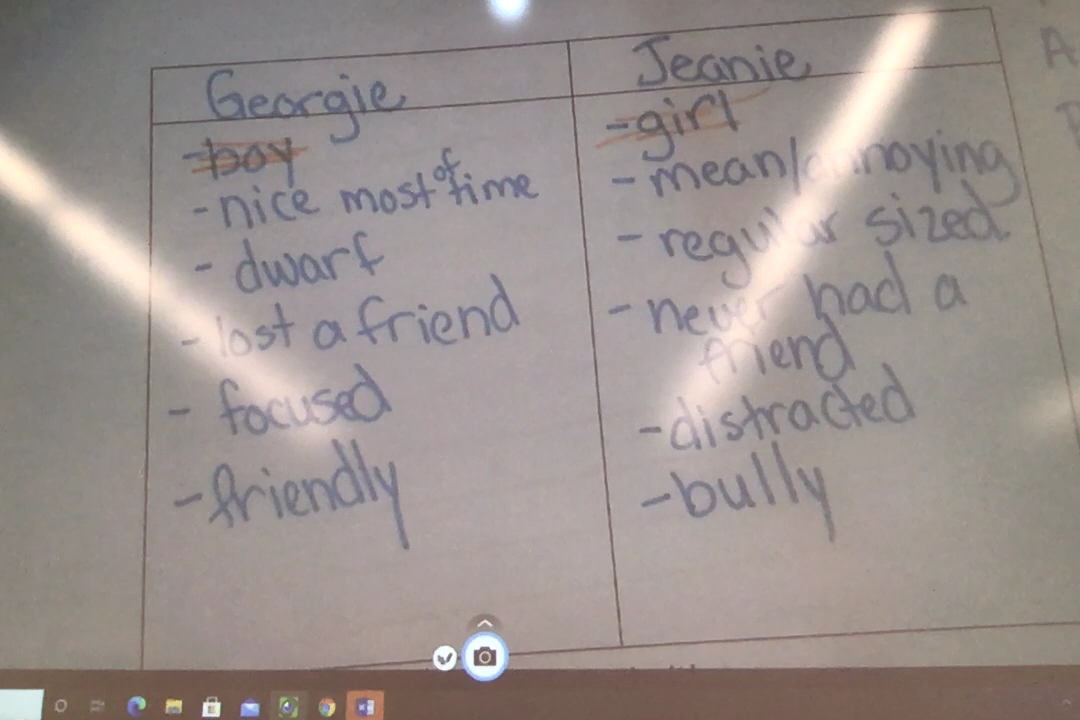 Georgie
-boy
-nice most of time
- dwarf
-lost a friend
- focused
-friendly
Jeanie
-girl
-mean/annoying
- regular sized
- never had a
friend
-distracted
-bully
A